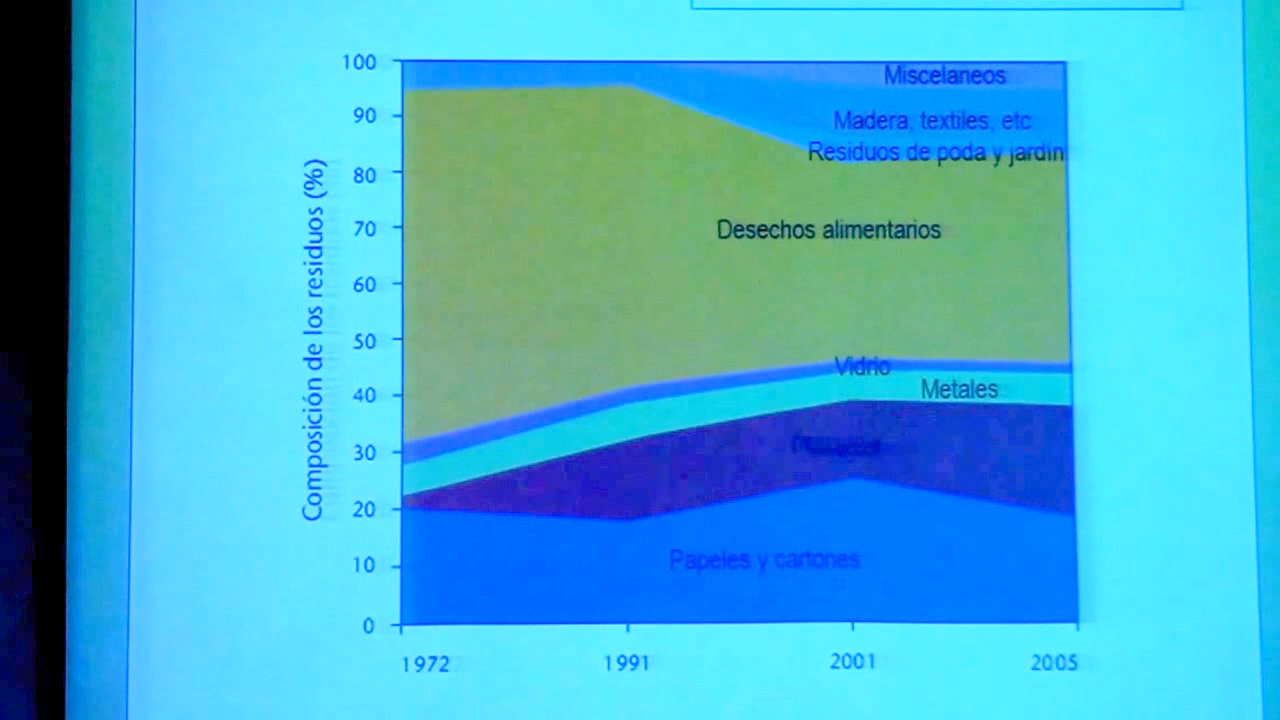 Composición de los residuos (%)
100
90
80
70
60
50
40
30
20
10
0
Miscelaneos
Madera, textiles, etc
Residuos de poda y jardin
Desechos alimentarios
Vidrio
Metales
Papeles y cartones
1972
1991
2001
2005